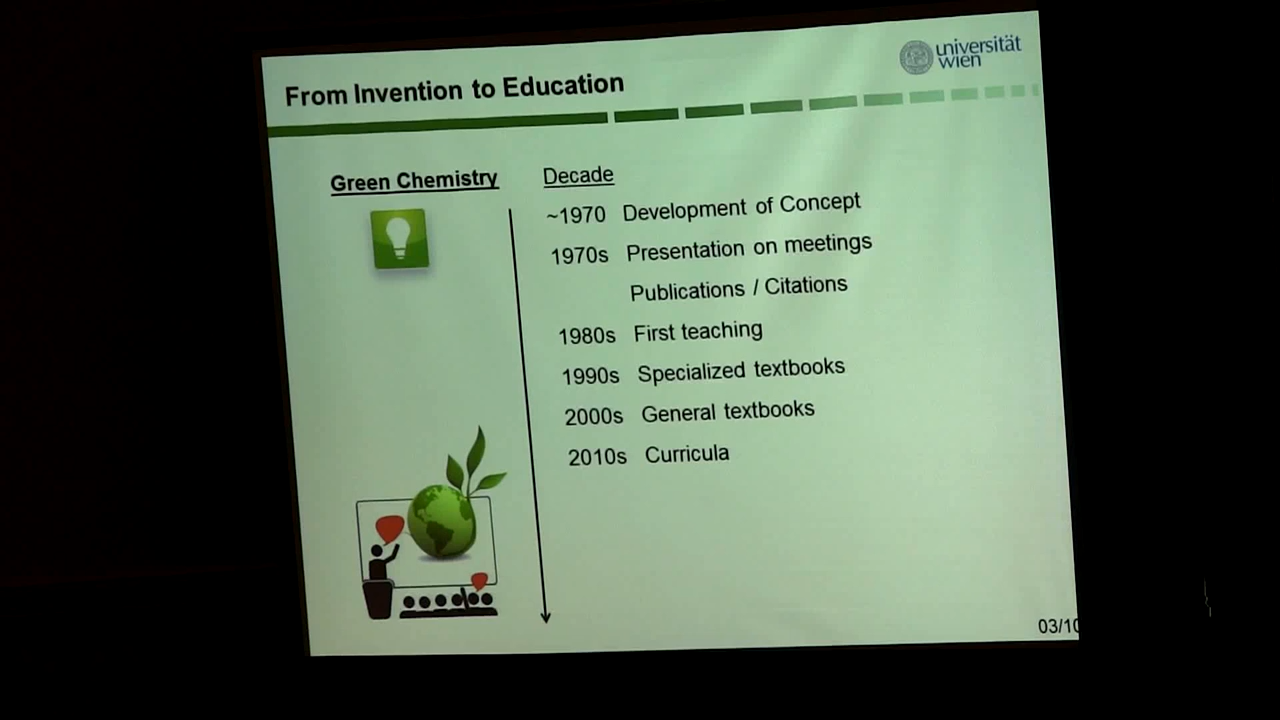 universität
wien
From Invention to Education
Green Chemistry
Decade
~1970 Development of Concept
1970s Presentation on meetings
Publications / Citations
1980s First teaching
1990s Specialized textbooks
2000s General textbooks
2010s Curricula
03/10